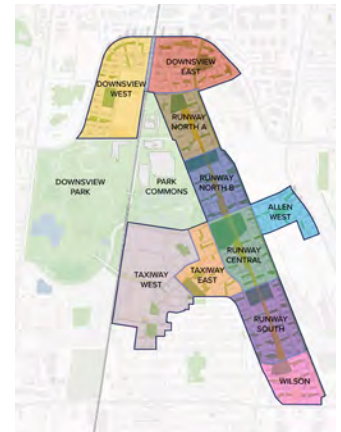 DOWNSVIEW
EAST
DOWNSVIEW
WEST
RUNWAY
NORTH A
DOWNSVIEW
PARK
PARK
COMMONS
RUNWAY
NORTH B
ALLEN
WEST
RUNWAY
CENTRAL
TAXIWAY
WEST
TAXIWAY
EAST
RUNWAY
SOUTH
WILSON